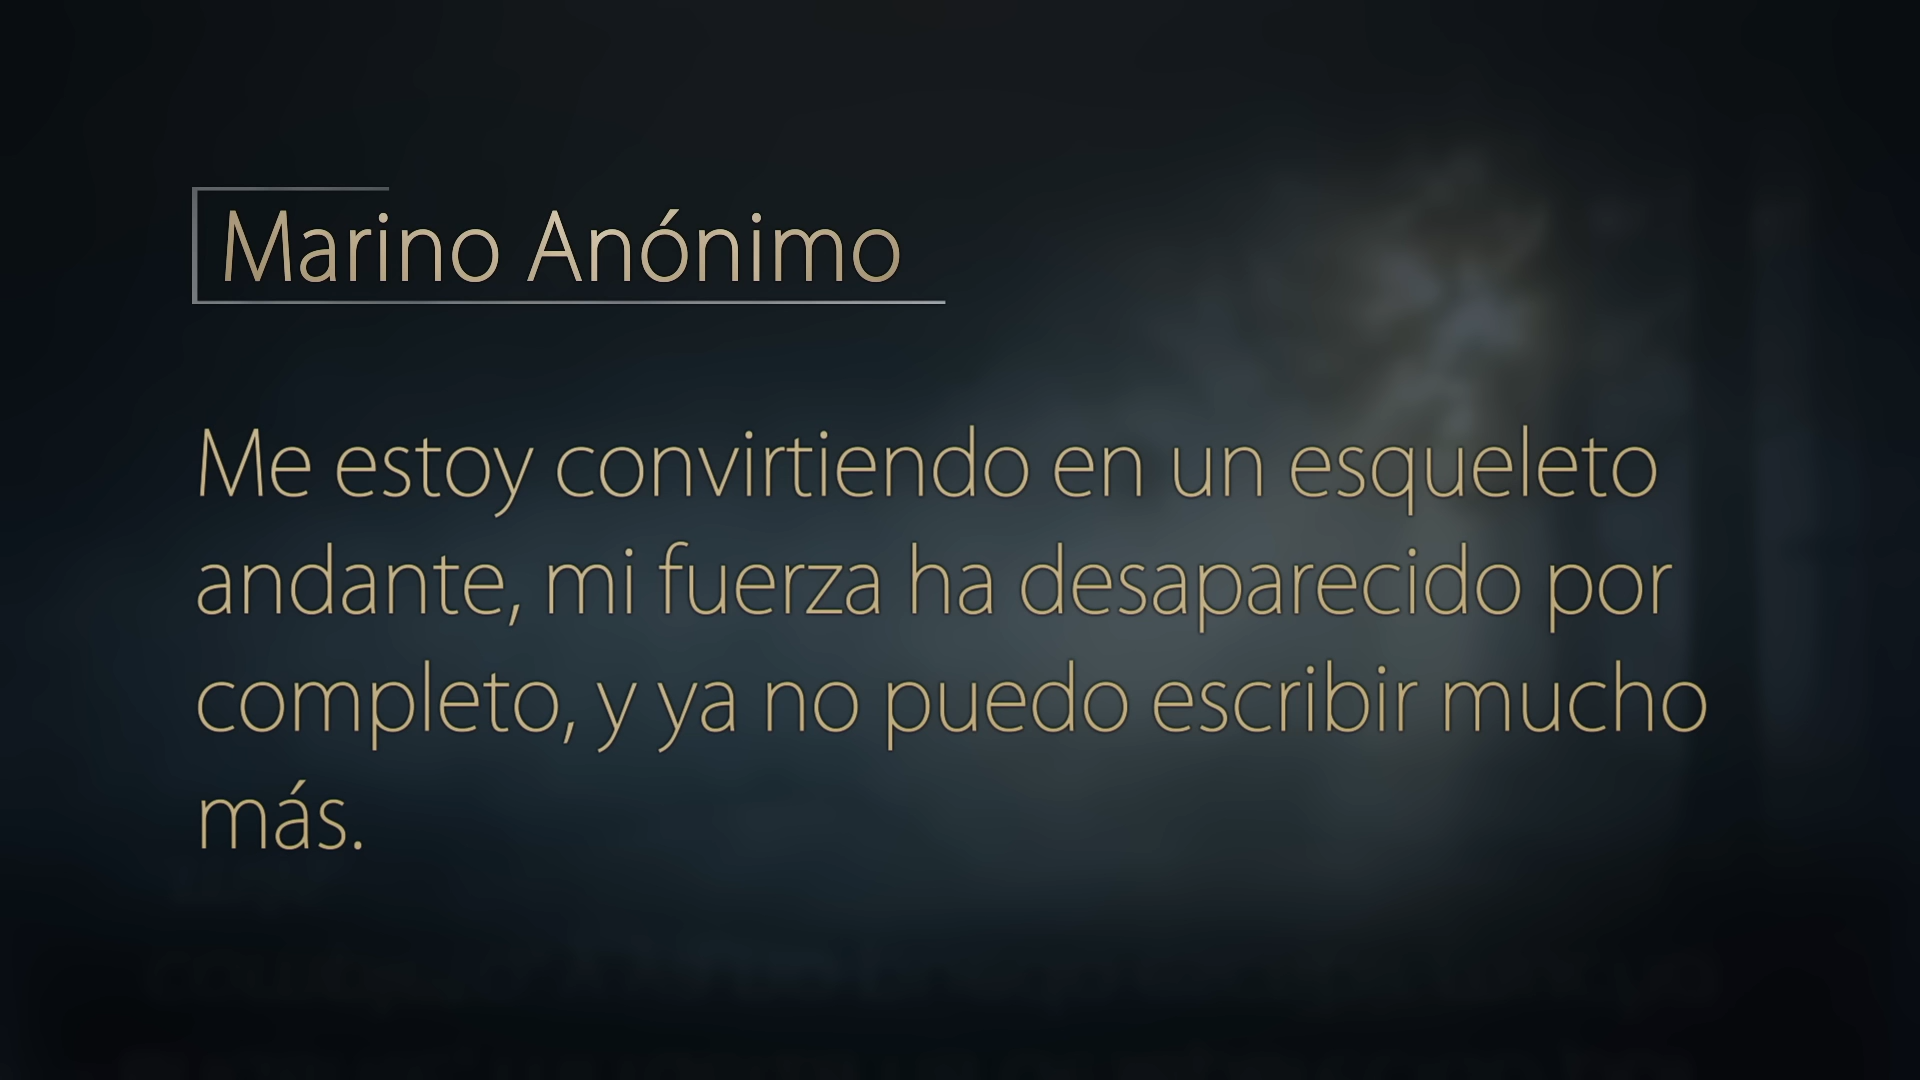 Marino Anónimo
Me estoy convirtiendo en un esqueleto
andante, mi fuerza ha desaparecido por
completo, y ya no puedo escribir mucho
más.